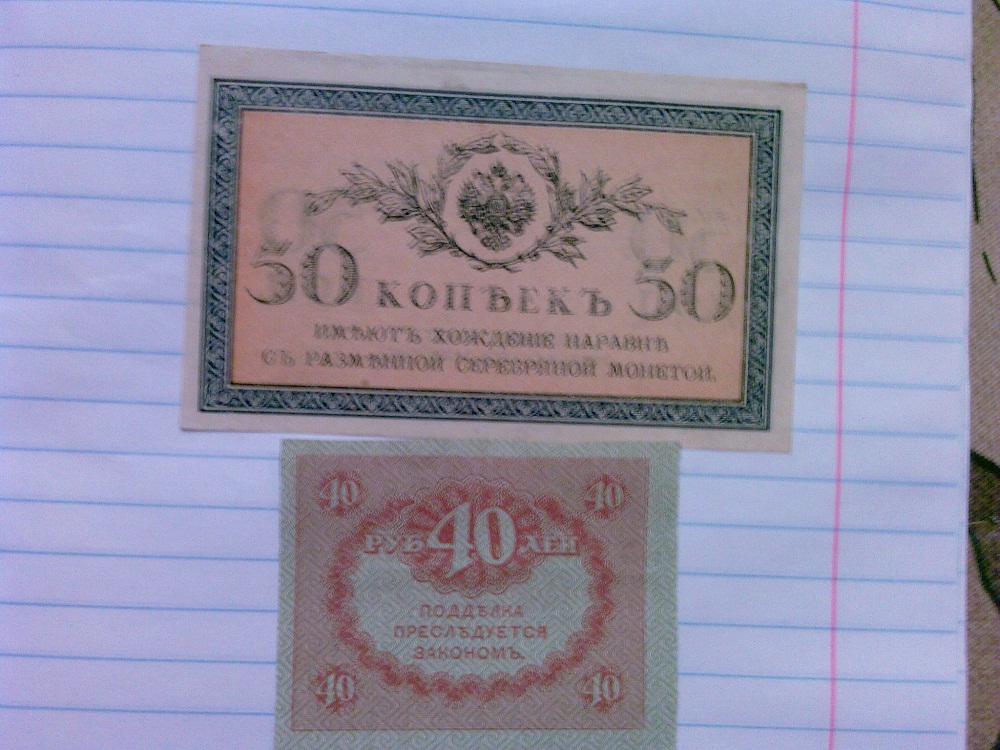 50 КОПѢЕКЪ 50
ИМѢЮТЪ ХОЖДЕНІЕ НАРАВНѢ
СЪ РАЗМѢННОЙ СЕРЕБРЯНОЙ МОНЕТОЙ.
40 40
РУБ 40 ЛЕЙ
ПОДДѢЛКА
ПРЕСЛѢДУЕТСЯ
ЗАКОНОМЪ.
40 40